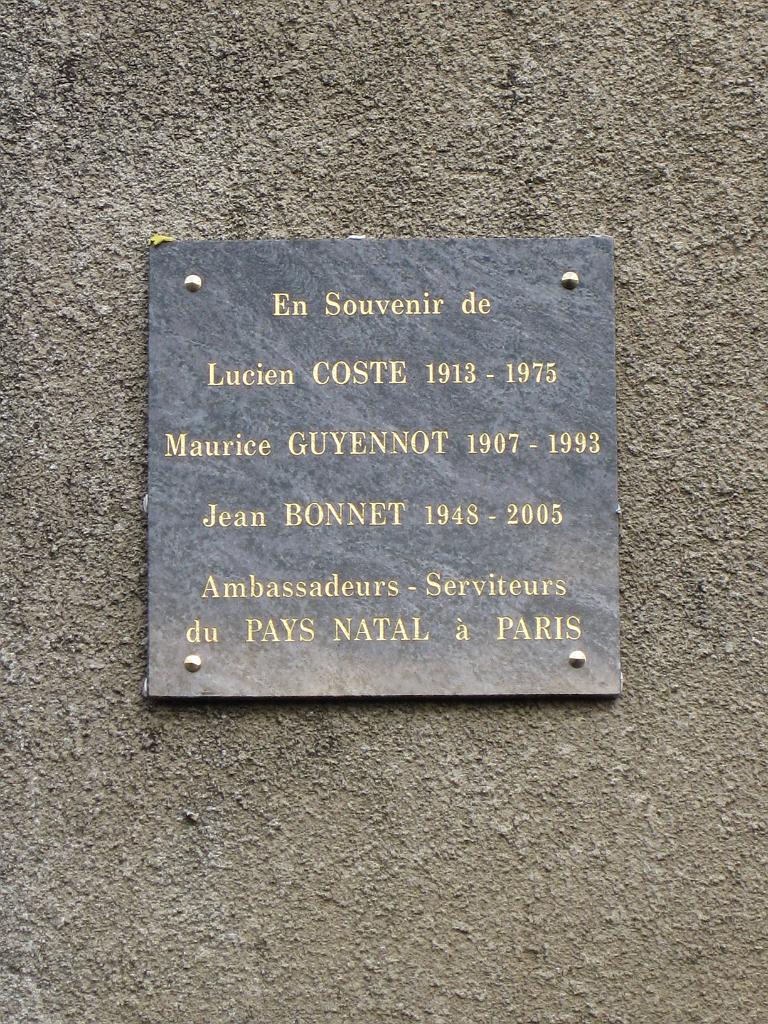 En Souvenir de
Lucien COSTE 1913 - 1975
Maurice GUYENNOT 1907 - 1993
Jean BONNET 1948 - 2005
Ambassadeurs - Serviteurs
du PAYS NATAL à PARIS